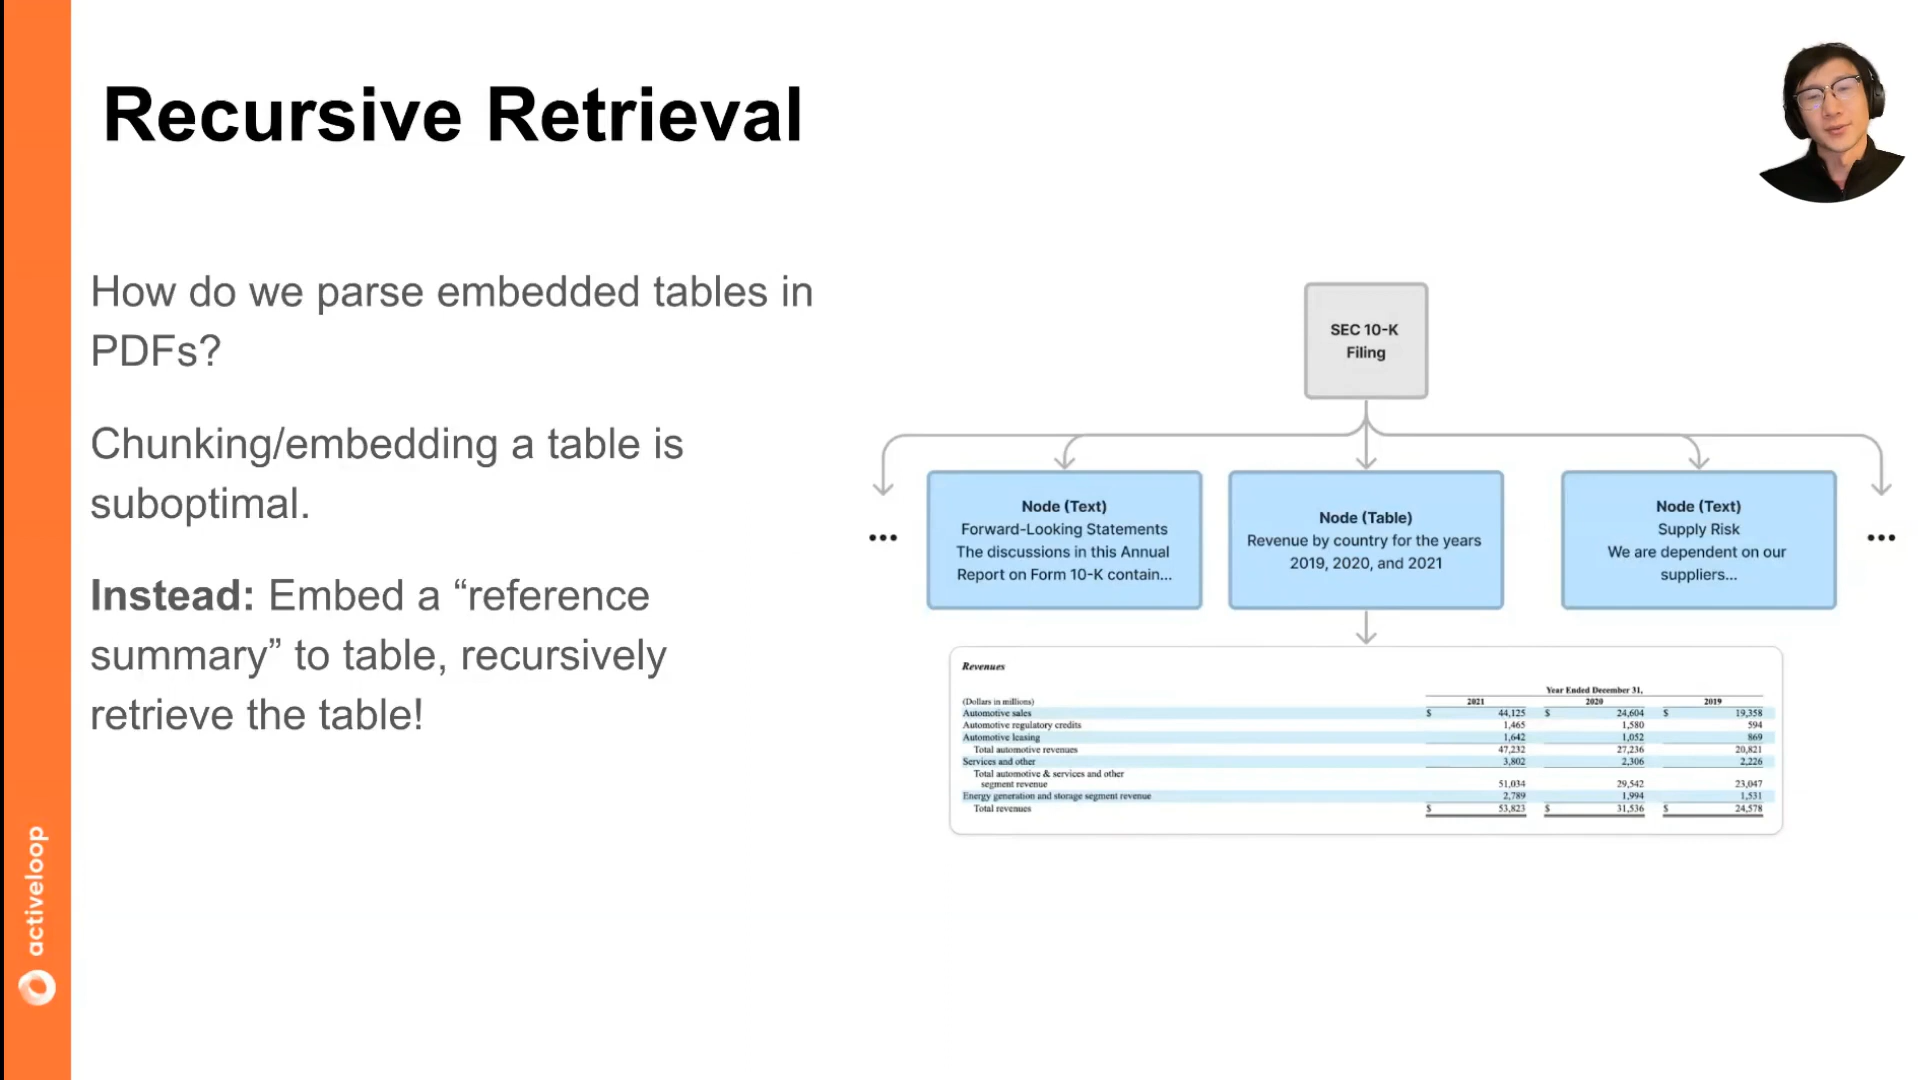 Recursive Retrieval
How do we parse embedded tables in
PDFs?
Chunking/embedding a table is
suboptimal.
Instead: Embed a “reference
summary” to table, recursively
retrieve the table!
SEC 10-K
Filing
Node (Text)
Forward-Looking Statements
The discussions in this Annual
Report on Form 10-K contain...
Node (Table)
Revenue by country for the years
2019, 2020, and 2021
Node (Text)
Supply Risk
We are dependent on our
suppliers...
...
...
Revenues
Year Ended December 31,
(Dollars in millions) 2021 2020 2019
Automotive sales $ 44,125 $ 24,604 $ 19,358
Automotive regulatory credits 1,465 1,580 594
Automotive leasing 1,642 1,052 869
Total automotive revenues 47,232 27,236 20,821
Services and other 3,802 2,306 2,226
Total automotive & services and other
segment revenue 51,034 29,542 23,047
Energy generation and storage segment revenue 2,789 1,994 1,531
Total revenues $ 53,823 $ 31,536 $ 24,578
activeloop